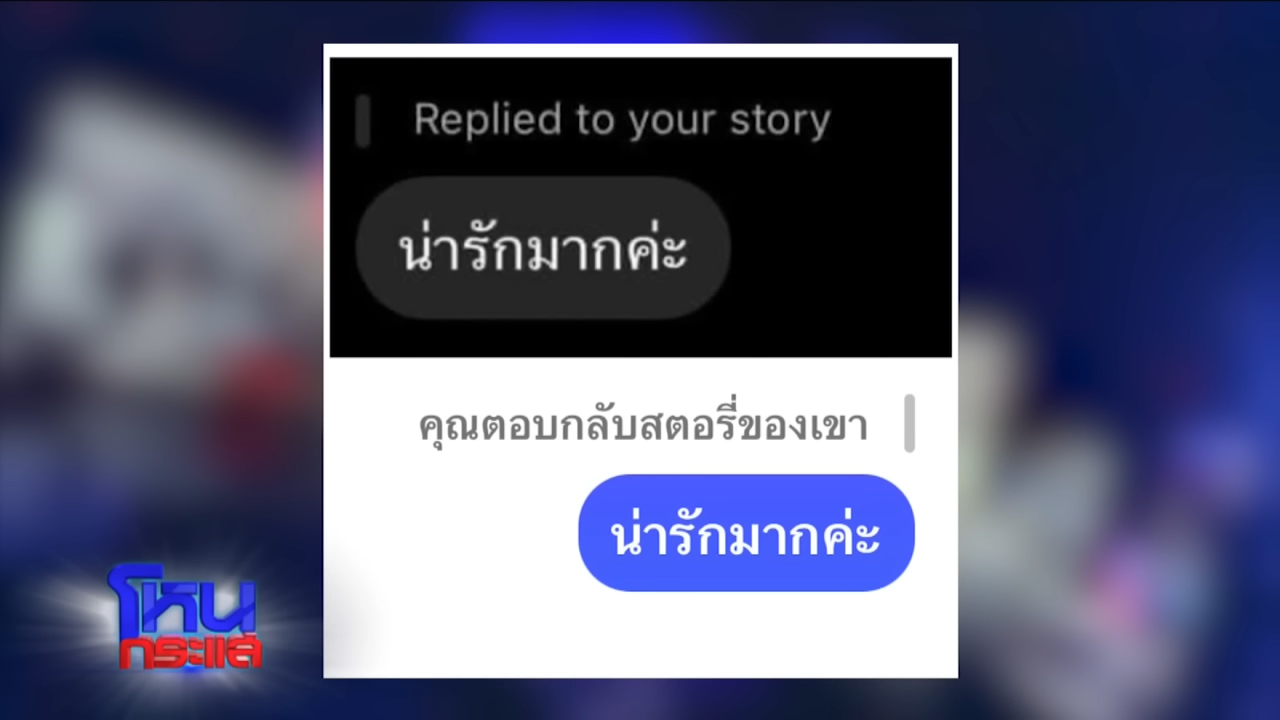 Replied to your story
น่ารักมากค่ะ
คุณตอบกลับสตอรี่ของเขา
น่ารักมากค่ะ
โหนกระแส